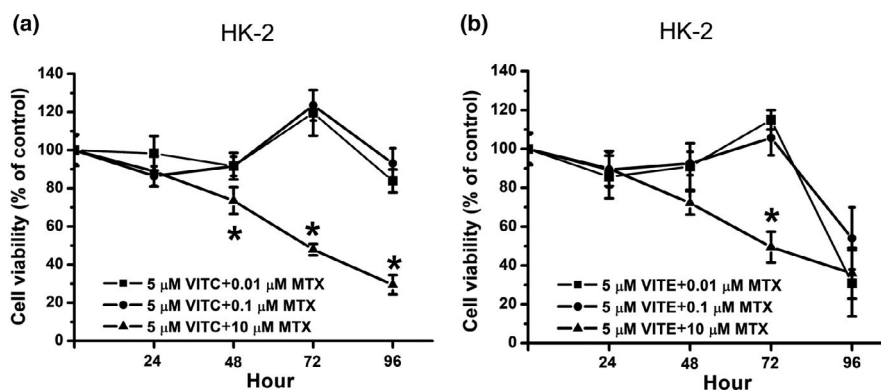 (a)
HK-2
Cell viability (% of control)
140
120
100
80
60
40
20
0
*
*
*
5 μM VITC+0.01 μM MTX
5 μM VITC+0.1 μM MTX
5 μM VITC+10 μM MTX
24
48
72
96
Hour
(b)
HK-2
Cell viability (% of control)
140
120
100
80
60
40
20
0
*
5 μM VITE+0.01 μM MTX
5 μM VITE+0.1 μM MTX
5 μM VITE+10 μM MTX
24
48
72
96
Hour